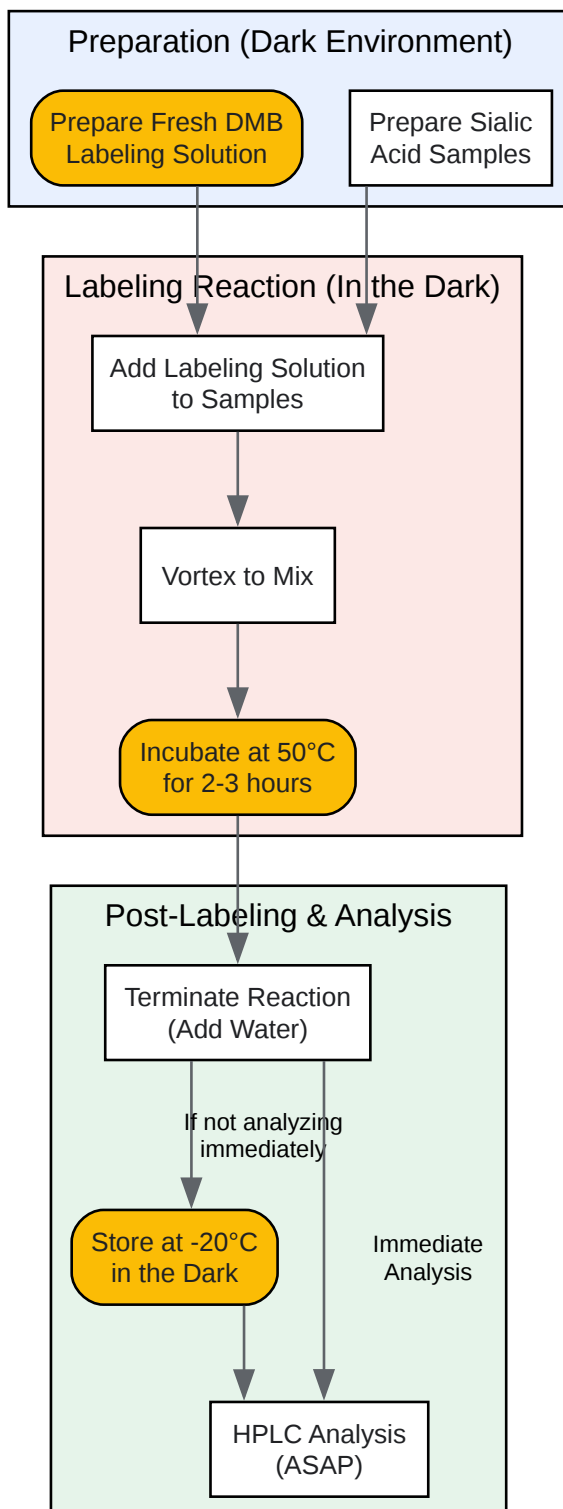 Preparation (Dark Environment)
Prepare Fresh DMB
Labeling Solution
Prepare Sialic
Acid Samples
Labeling Reaction (In the Dark)
Add Labeling Solution
to Samples
Vortex to Mix
Incubate at 50°C
for 2-3 hours
Post-Labeling & Analysis
Terminate Reaction
(Add Water)
If not analyzing
immediately
Store at -20°C
in the Dark
Immediate
Analysis
HPLC Analysis
(ASAP)